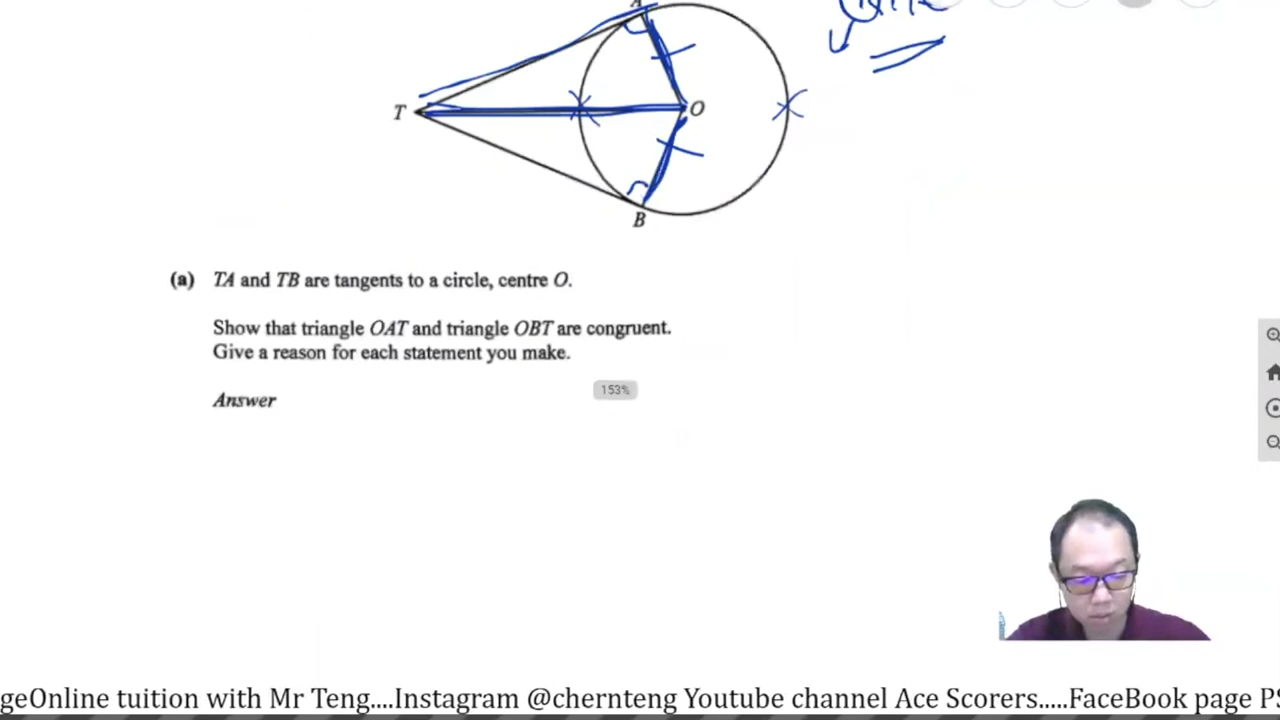 A
T
O
B
(a) TA and TB are tangents to a circle, centre O.
Show that triangle OAT and triangle OBT are congruent.
Give a reason for each statement you make.
Answer
153%
geOnline tuition with Mr Teng....Instagram @chernteng Youtube channel Ace Scorers.....FaceBook page PS